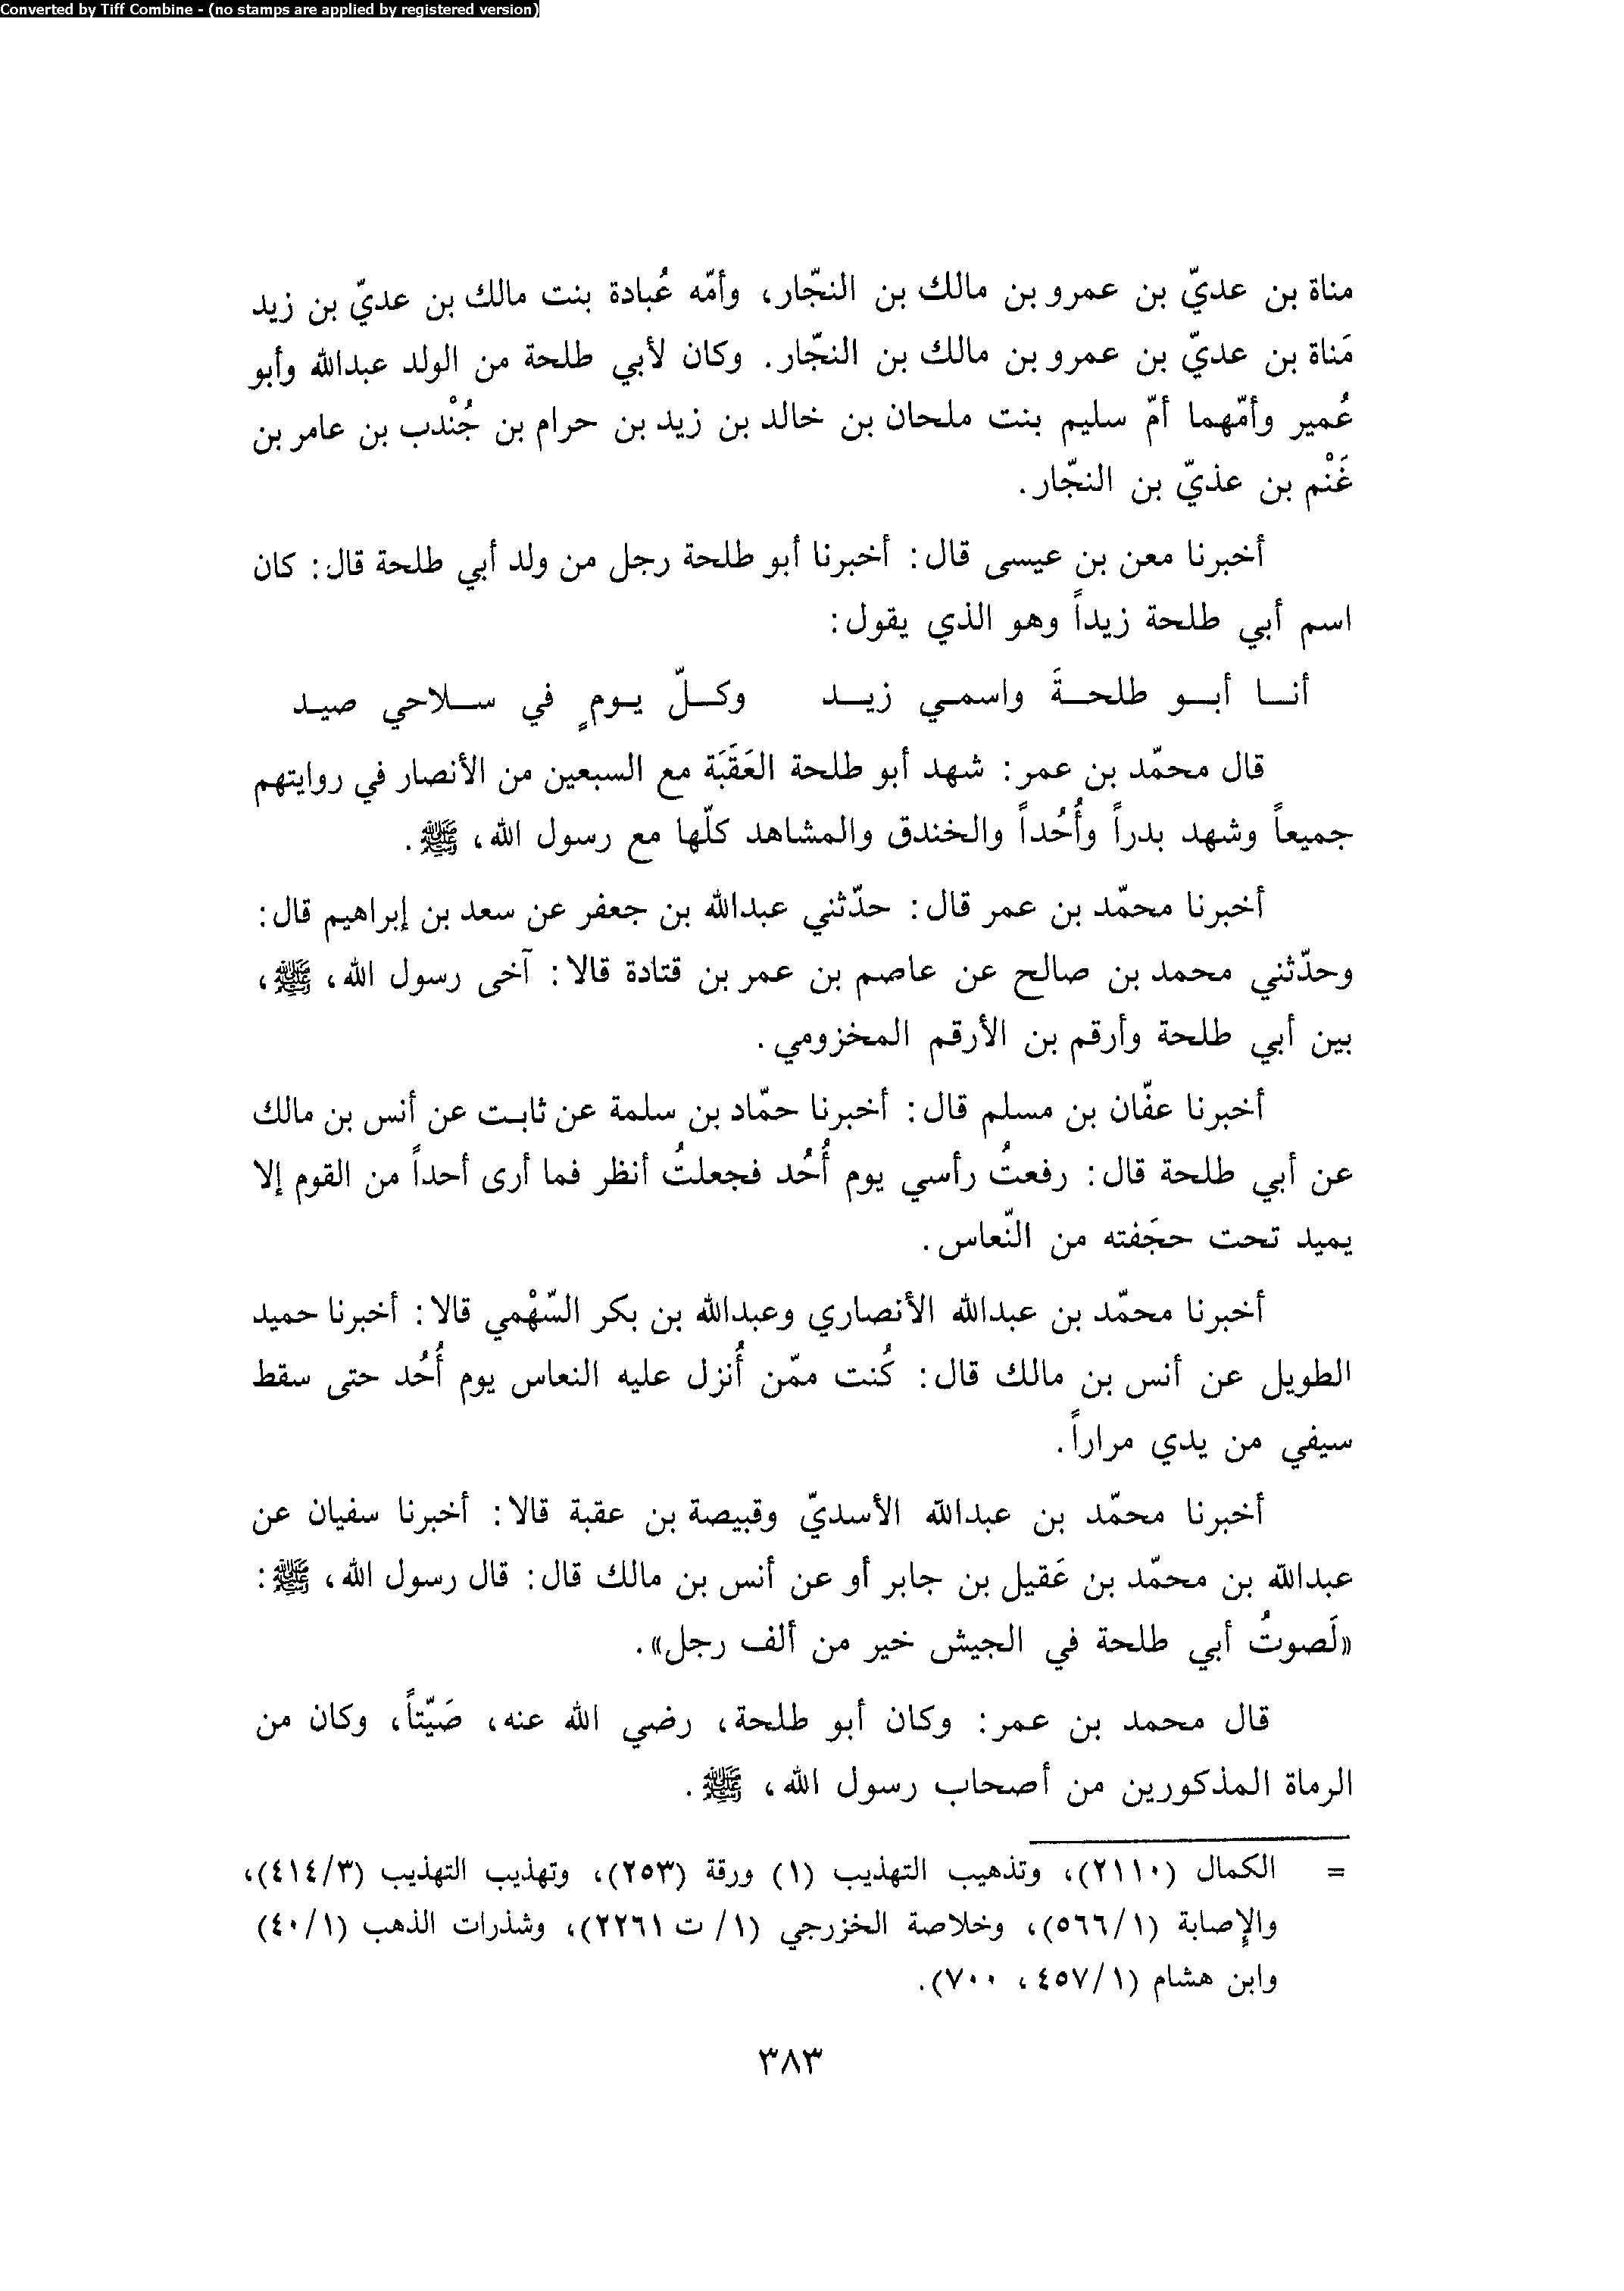 Converted by Tiff Combine - (no stamps are applied by registered version)
مناة بن عديّ بن عمرو بن مالك بن النجّار، وأمّه عُبادة بنت مالك بن عديّ بن زيد
مَناة بن عديّ بن عمرو بن مالك بن النجّار. وكان لأبي طلحة من الولد عبدالله وأبو
عُمير وأمّهما أمّ سليم بنت ملحان بن خالد بن زيد بن حرام بن جُنْدب بن عامر بن
غَنْم بن عذيّ بن النجّار.
أخبرنا معن بن عيسى قال: أخبرنا أبو طلحة رجل من ولد أبي طلحة قال: كان
اسم أبي طلحة زيداً وهو الذي يقول:
أنـا أبـو طلحـةَ واسمـي زيـد وكـلّ يـومٍ في سـلاحي صيـد
قال محمّد بن عمر: شهد أبو طلحة العَقَبَة مع السبعين من الأنصار في روايتهم
جميعاً وشهد بدراً وأُحُداً والخندق والمشاهد كلّها مع رسول الله، ﷺ.
أخبرنا محمّد بن عمر قال: حدّثني عبدالله بن جعفر عن سعد بن إبراهيم قال:
وحدّثني محمد بن صالح عن عاصم بن عمر بن قتادة قالا: آخى رسول الله، ﷺ،
بين أبي طلحة وأرقم بن الأرقم المخزومي.
أخبرنا عفّان بن مسلم قال: أخبرنا حمّاد بن سلمة عن ثابت عن أنس بن مالك
عن أبي طلحة قال: رفعتُ رأسي يوم أُحُد فجعلتُ أنظر فما أرى أحداً من القوم إلا
يميد تحت حجَفته من النّعاس.
أخبرنا محمّد بن عبدالله الأنصاري وعبدالله بن بكر السّهْمي قالا: أخبرنا حميد
الطويل عن أنس بن مالك قال: كُنت ممّن أُنزل عليه النعاس يوم أُحُد حتى سقط
سيفي من يدي مراراً.
أخبرنا محمّد بن عبدالله الأسديّ وقبيصة بن عقبة قالا: أخبرنا سفيان عن
عبدالله بن محمّد بن عَقيل بن جابر أو عن أنس بن مالك قال: قال رسول الله، ﷺ:
«لَصوتُ أبي طلحة في الجيش خير من ألف رجل».
قال محمد بن عمر: وكان أبو طلحة، رضي الله عنه، صَيّتاً، وكان من
الرماة المذكورين من أصحاب رسول الله، ﷺ.
= الكمال (٢١١٠)، وتذهيب التهذيب (١) ورقة (٢٥٣)، وتهذيب التهذيب (٤١٤/٣)،
والإصابة (٥٦٦/١)، وخلاصة الخزرجي (١/ ت ٢٢٦١)، وشذرات الذهب (٤٠/١)
وابن هشام (٤٥٧/١، ٧٠٠).
٣٨٣